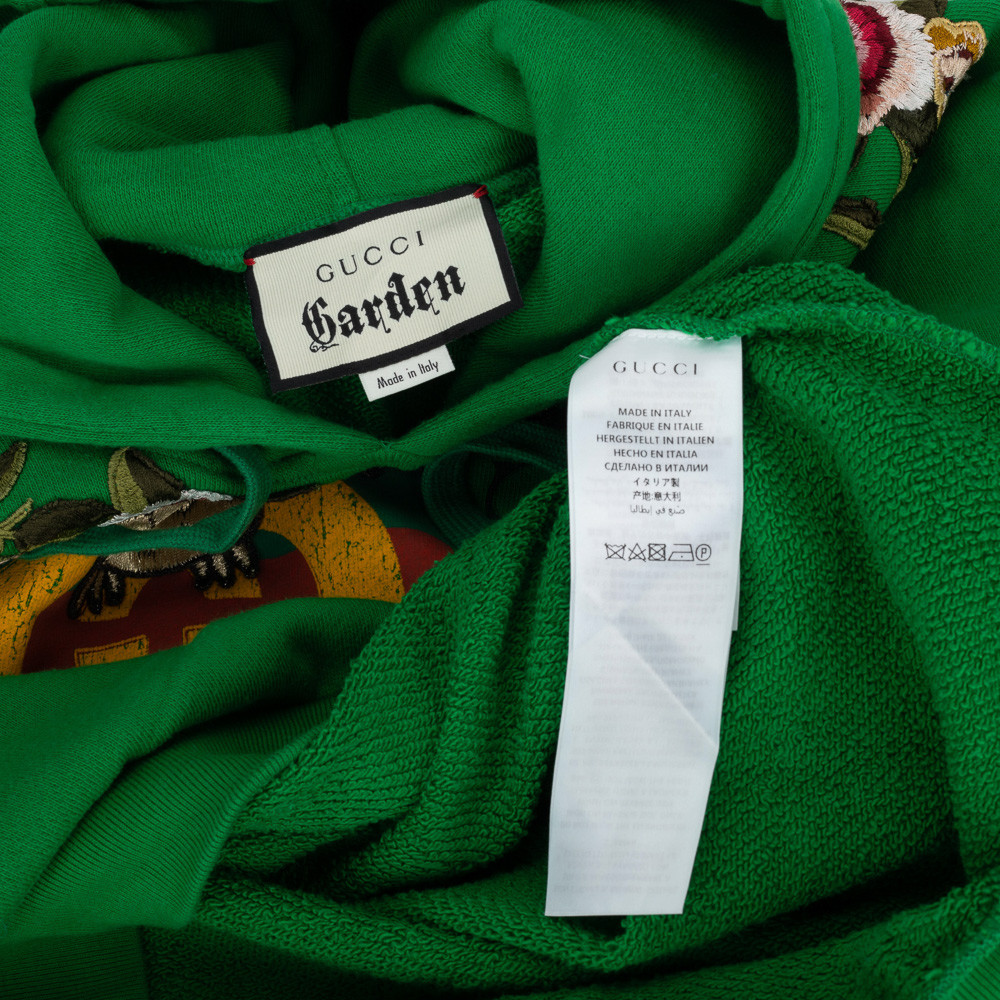 GUCCI
Garden
Made in Italy
GUCCI
MADE IN ITALY
FABRIQUE EN ITALIE
HERGESTELLT IN ITALIEN
HECHO EN ITALIA
СДЕЛАНО В ИТАЛИИ
イタリア製
产地:意大利
صنع في إيطاليا
P